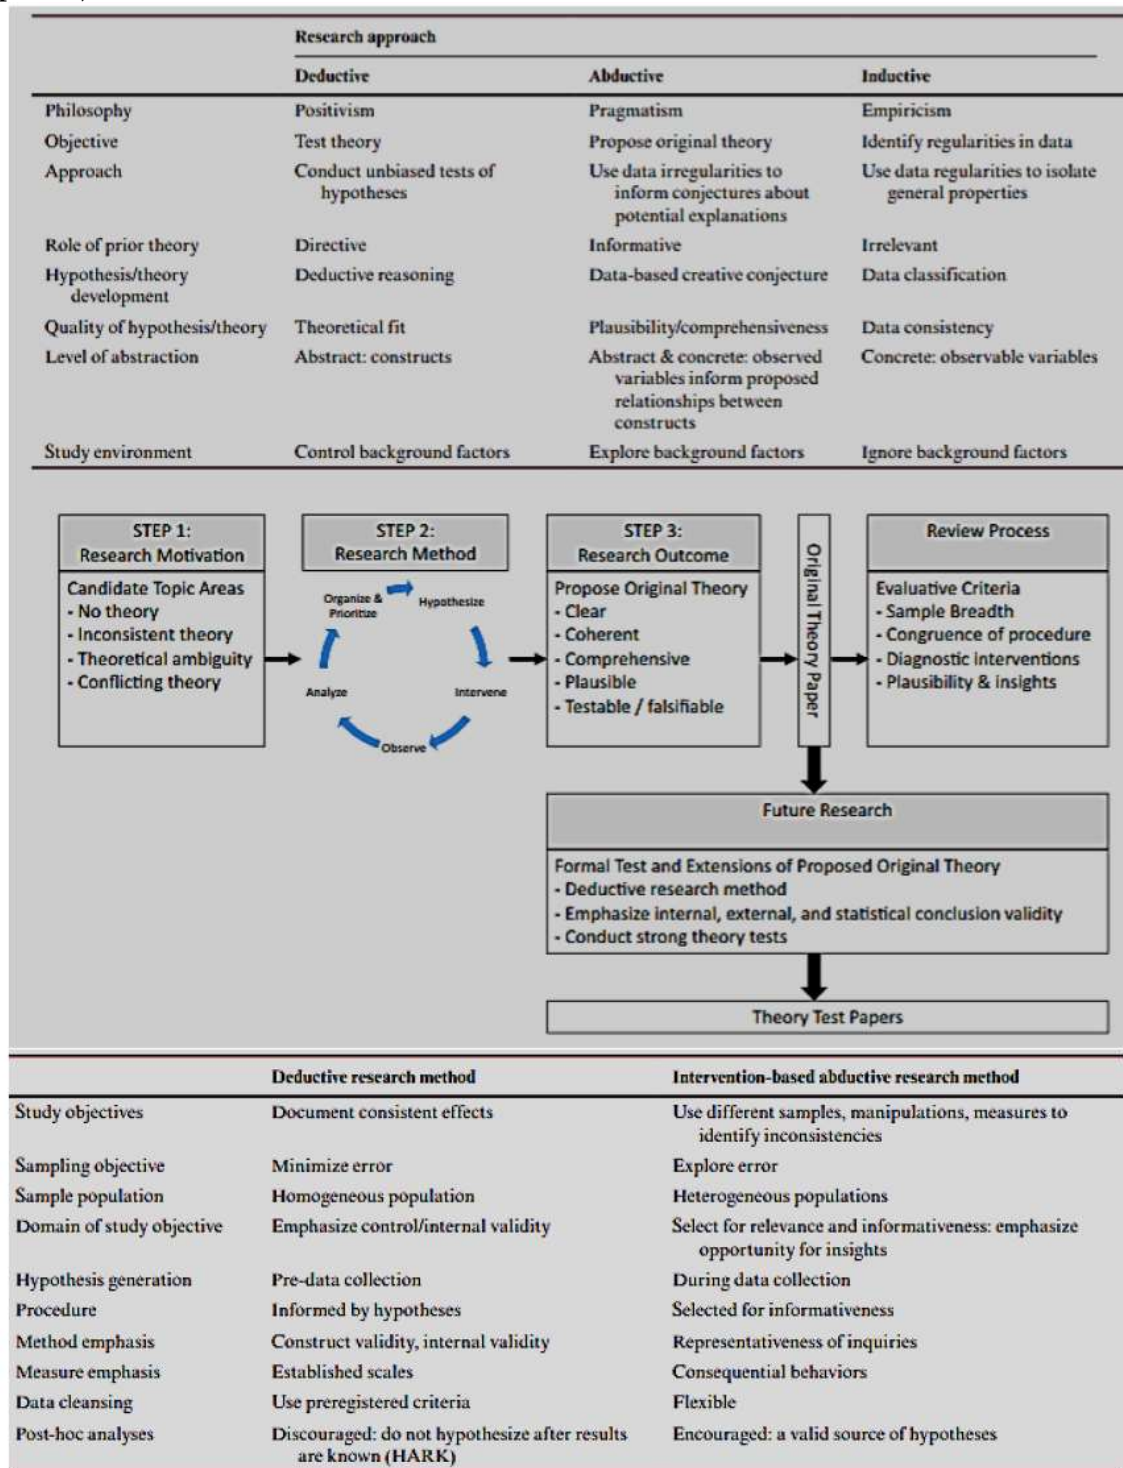 Research approach
Deductive Abductive Inductive
Philosophy Positivism Pragmatism Empiricism
Objective Test theory Propose original theory Identify regularities in data
Approach Conduct unbiased tests of Use data irregularities to Use data regularities to isolate
hypotheses inform conjectures about general properties
potential explanations
Role of prior theory Directive Informative Irrelevant
Hypothesis/theory Deductive reasoning Data-based creative conjecture Data classification
development
Quality of hypothesis/theory Theoretical fit Plausibility/comprehensiveness Data consistency
Level of abstraction Abstract: constructs Abstract & concrete: observed Concrete: observable variables
variables inform proposed
relationships between
constructs
Study environment Control background factors Explore background factors Ignore background factors
STEP 1:
Research Motivation
Candidate Topic Areas
- No theory
- Inconsistent theory
- Theoretical ambiguity
- Conflicting theory
STEP 2:
Research Method
Organize &
Prioritize
Hypothesize
Intervene
Observe
Analyze
STEP 3:
Research Outcome
Propose Original Theory
- Clear
- Coherent
- Comprehensive
- Plausible
- Testable / falsifiable
Original Theory Paper
Review Process
Evaluative Criteria
- Sample Breadth
- Congruence of procedure
- Diagnostic interventions
- Plausibility & insights
Future Research
Formal Test and Extensions of Proposed Original Theory
- Deductive research method
- Emphasize internal, external, and statistical conclusion validity
- Conduct strong theory tests
Theory Test Papers
Deductive research method Intervention-based abductive research method
Study objectives Document consistent effects Use different samples, manipulations, measures to
identify inconsistencies
Sampling objective Minimize error Explore error
Sample population Homogeneous population Heterogeneous populations
Domain of study objective Emphasize control/internal validity Select for relevance and informativeness: emphasize
opportunity for insights
Hypothesis generation Pre-data collection During data collection
Procedure Informed by hypotheses Selected for informativeness
Method emphasis Construct validity, internal validity Representativeness of inquiries
Measure emphasis Established scales Consequential behaviors
Data cleansing Use preregistered criteria Flexible
Post-hoc analyses Discouraged: do not hypothesize after results Encouraged: a valid source of hypotheses
are known (HARK)